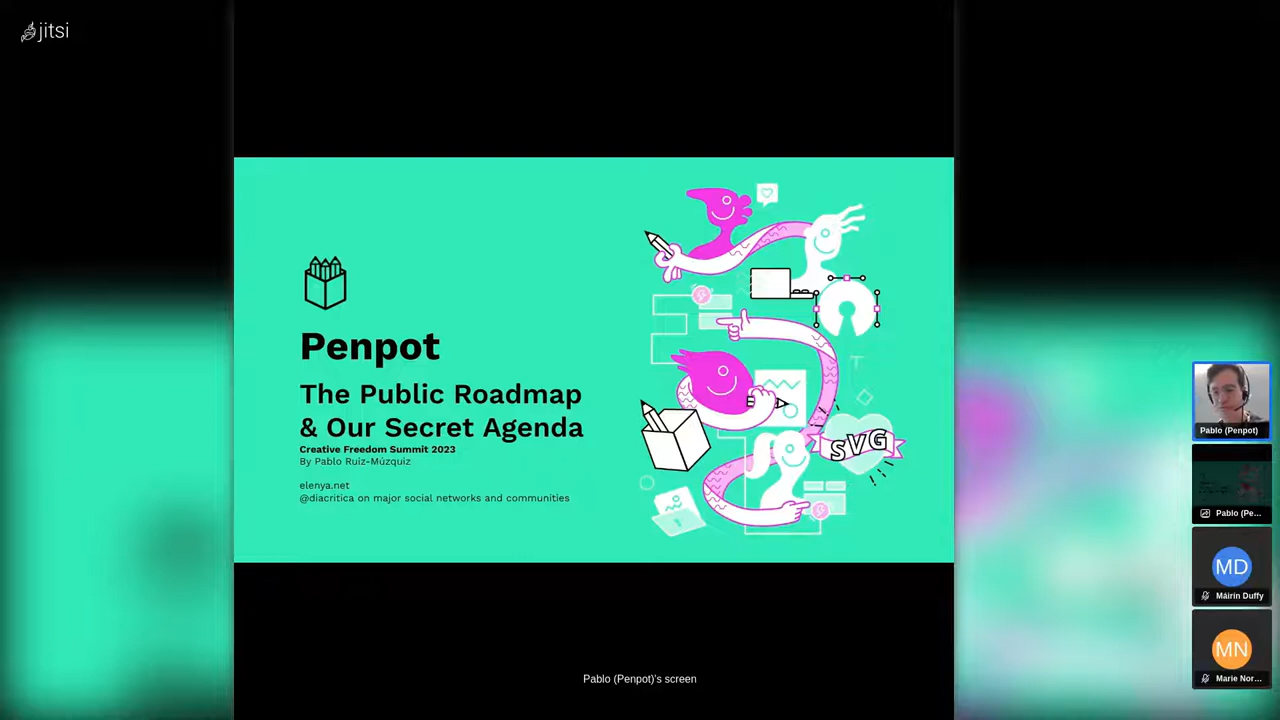 jitsi
Penpot
The Public Roadmap
& Our Secret Agenda
Creative Freedom Summit 2023
By Pablo Ruiz-Múzquiz
elenya.net
@diacritica on major social networks and communities
SVG
Pablo (Penpot)
Pablo (Pe...
MD
Máirín Duffy
MN
Marie Nor...
Pablo (Penpot)'s screen